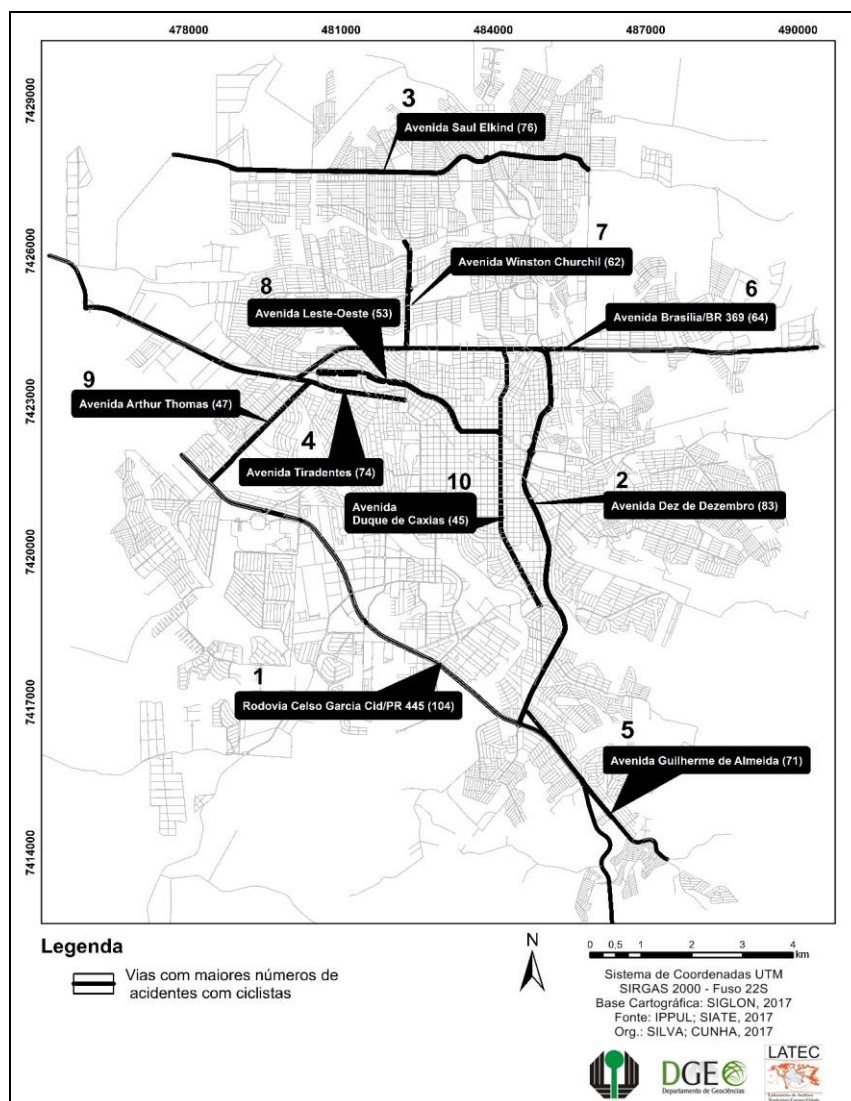 478000 481000 484000 487000 490000
7429000
7426000
7423000
7420000
7417000
7414000
3
Avenida Saul Elkind (76)
7
Avenida Winston Churchil (62)
8
Avenida Leste-Oeste (53)
6
Avenida Brasília/BR 369 (64)
9
Avenida Arthur Thomas (47)
4
Avenida Tiradentes (74)
10
Avenida
Duque de Caxias (45)
2
Avenida Dez de Dezembro (83)
1
Rodovia Celso Garcia Cid/PR 445 (104)
5
Avenida Guilherme de Almeida (71)
Legenda
Vias com maiores números de
acidentes com ciclistas
N
0 0,5 1 2 3 4
km
Sistema de Coordenadas UTM
SIRGAS 2000 - Fuso 22S
Base Cartográfica: SIGLON, 2017
Fonte: IPPUL; SIATE, 2017
Org.: SILVA; CUNHA, 2017
DGEO
Departamento de Geociências
LATEC